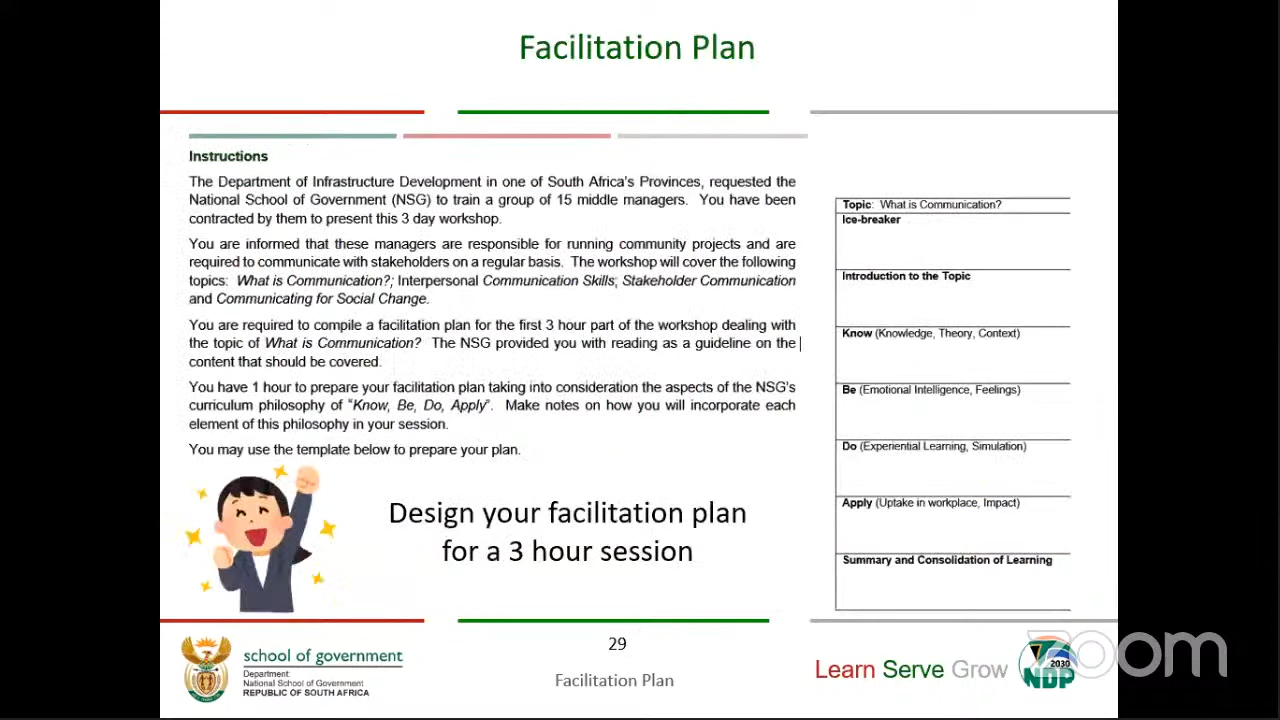 Facilitation Plan
Instructions
The Department of Infrastructure Development in one of South Africa's Provinces, requested the
National School of Government (NSG) to train a group of 15 middle managers. You have been
contracted by them to present this 3 day workshop.
You are informed that these managers are responsible for running community projects and are
required to communicate with stakeholders on a regular basis. The workshop will cover the following
topics: What is Communication?; Interpersonal Communication Skills; Stakeholder Communication
and Communicating for Social Change.
You are required to compile a facilitation plan for the first 3 hour part of the workshop dealing with
the topic of What is Communication? The NSG provided you with reading as a guideline on the
content that should be covered.
You have 1 hour to prepare your facilitation plan taking into consideration the aspects of the NSG's
curriculum philosophy of "Know, Be, Do, Apply". Make notes on how you will incorporate each
element of this philosophy in your session.
You may use the template below to prepare your plan.
Design your facilitation plan
for a 3 hour session
Topic: What is Communication?
Ice-breaker
Introduction to the Topic
Know (Knowledge, Theory, Context)
Be (Emotional Intelligence, Feelings)
Do (Experiential Learning, Simulation)
Apply (Uptake in workplace, Impact)
Summary and Consolidation of Learning
school of government
Department:
National School of Government
REPUBLIC OF SOUTH AFRICA
29
Facilitation Plan
Learn Serve Grow
2030
NDP
zoom